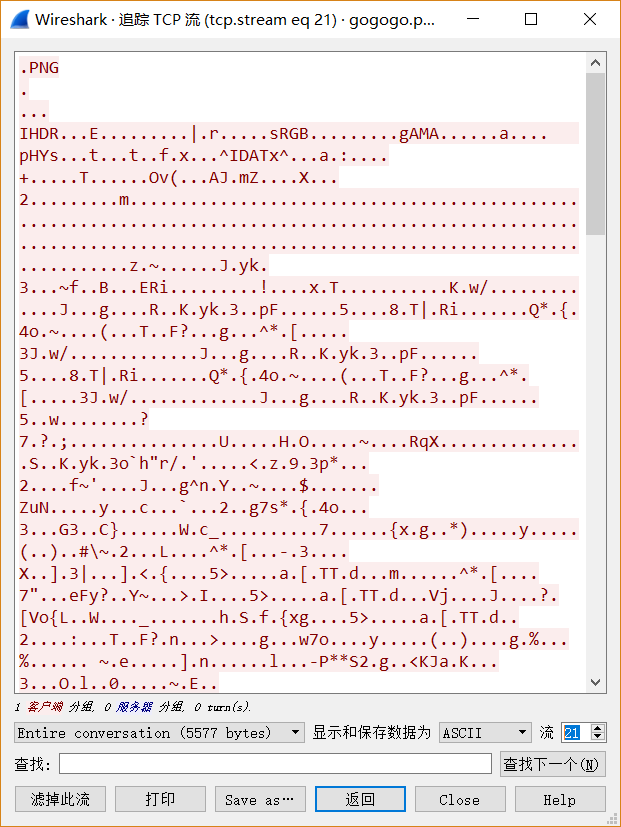 Wireshark · 追踪 TCP 流 (tcp.stream eq 21) · gogogo.p...
.PNG
.
...
IHDR...E.........|.r.....sRGB.........gAMA......a....
pHYs...t...t..f.x...^IDATx^...a.:....
+.....T......Ov(...AJ.mZ....X...
2.........m...............................................
..........................................................
..........................................................
...........z.~......J.yk.
3...~f..B...ERi.........!....x.T...........K.w/.........
....J...g....R..K.yk.3..pF......5....8.T|.Ri.......Q*.{.
4o.~....(...T..F?...g...^*.[.....
3J.w/.............J...g....R..K.yk.3..pF......
5....8.T|.Ri.......Q*.{.4o.~....(...T..F?...g...^*.
[.....3J.w/.............J...g....R..K.yk.3..pF......
5..w........?
7.?.;...............U.....H.O.....~....RqX..............
.S..K.yk.3o`h"r/.'.....<.z.9.3p*...
2....f~'....J...g^n.Y..~....$.......
ZuN.....y...c...`...2..g7s*.{.4o...
3...G3..C}......W.c_..........7......{x.g..*).....y.....
(..)..#\~.2...L....^*.[...-.3....
X..].3|...].<.{....5>.....a.[.TT.d...m......^*.[....
7"...eFy?..Y~...>.I....5>.....a.[.TT.d...Vj....J....?.
[Vo{L..W...._.......h.S.f.{xg....5>.....a.[.TT.d..
2....:...T..F?.n...>....g...w7o....y.....(..)....g.%...
%...... ~.e.....].n......l...-P**S2.g..<KJa.K...
3...O.l..0.....~.E..
1 客户端 分组, 0 服务器 分组, 0 turn(s).
Entire conversation (5577 bytes) 显示和保存数据为 ASCII 流 21
查找: 查找下一个(N)
滤掉此流 打印 Save as… 返回 Close Help